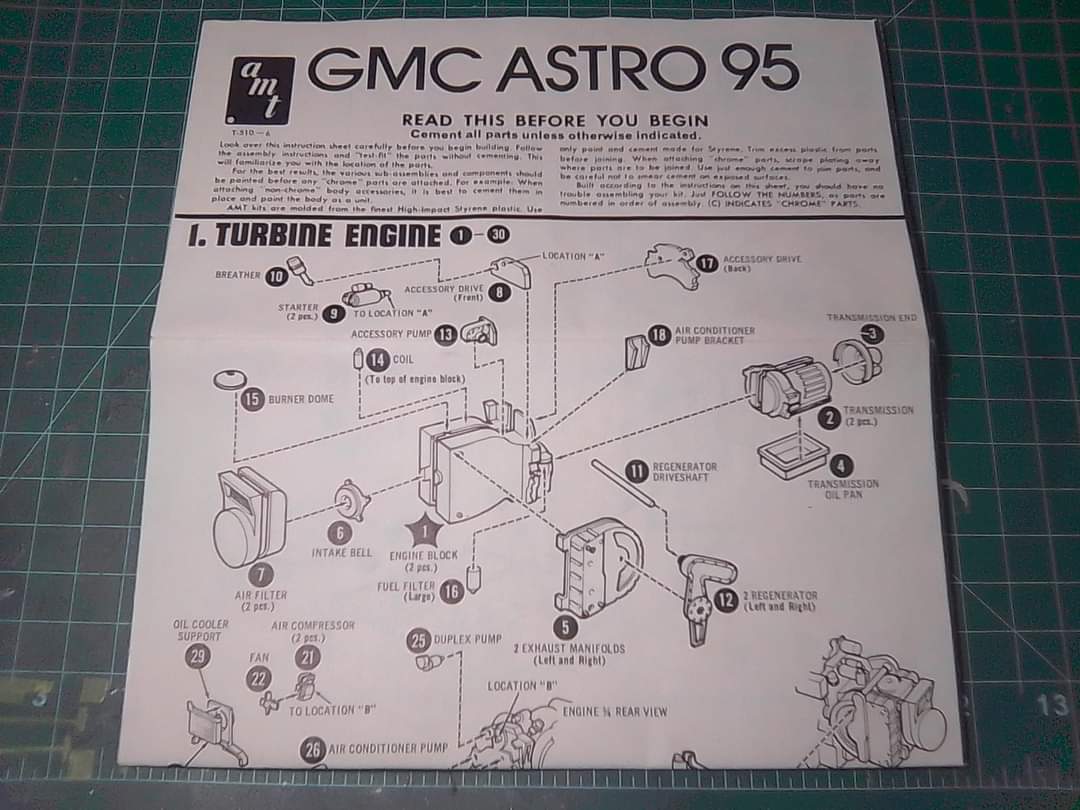 amt
GMC ASTRO 95
T-510-6
READ THIS BEFORE YOU BEGIN
Cement all parts unless otherwise indicated.
Look over this instruction sheet carefully before you begin building. Follow
the assembly instructions and "test-fit" the parts without cementing. This
will familiarize you with the location of the parts.
For the best results, the various sub-assemblies and components should
be painted before any "chrome" parts are attached. For example: When
attaching "non-chrome" body accessories, it is best to cement them in
place and paint the body as a unit.
AMT kits are molded from the finest High-Impact Styrene plastic. Use
only paint and cement made for Styrene. Trim excess plastic from parts
before joining. When attaching "chrome" parts, scrape plating away
where parts are to be joined. Use just enough cement to join parts, and
be careful not to smear cement on exposed surfaces.
Built according to the instructions on this sheet, you should have no
trouble assembling your kit. Just FOLLOW THE NUMBERS, as parts are
numbered in order of assembly. (C) INDICATES "CHROME" PARTS.
1. TURBINE ENGINE 1-30
LOCATION "A"
BREATHER 10
ACCESSORY DRIVE
(Front) 8
17 ACCESSORY DRIVE
(Back)
STARTER
(2 pcs.) 9 TO LOCATION "A"
TRANSMISSION END
3
ACCESSORY PUMP 13
18 AIR CONDITIONER
PUMP BRACKET
14 COIL
(To top of engine block)
15 BURNER DOME
2 TRANSMISSION
(2 pcs.)
11 REGENERATOR
DRIVESHAFT
4
TRANSMISSION
OIL PAN
6
INTAKE BELL
1
ENGINE BLOCK
(2 pcs.)
7
AIR FILTER
(2 pcs.)
FUEL FILTER
(Large) 16
12 2 REGENERATOR
(Left and Right)
5
2 EXHAUST MANIFOLDS
(Left and Right)
OIL COOLER
SUPPORT
29
AIR COMPRESSOR
(2 pcs.)
21
25 DUPLEX PUMP
FAN
22
TO LOCATION "B"
LOCATION "B"
ENGINE ¾ REAR VIEW
26 AIR CONDITIONER PUMP
3
13